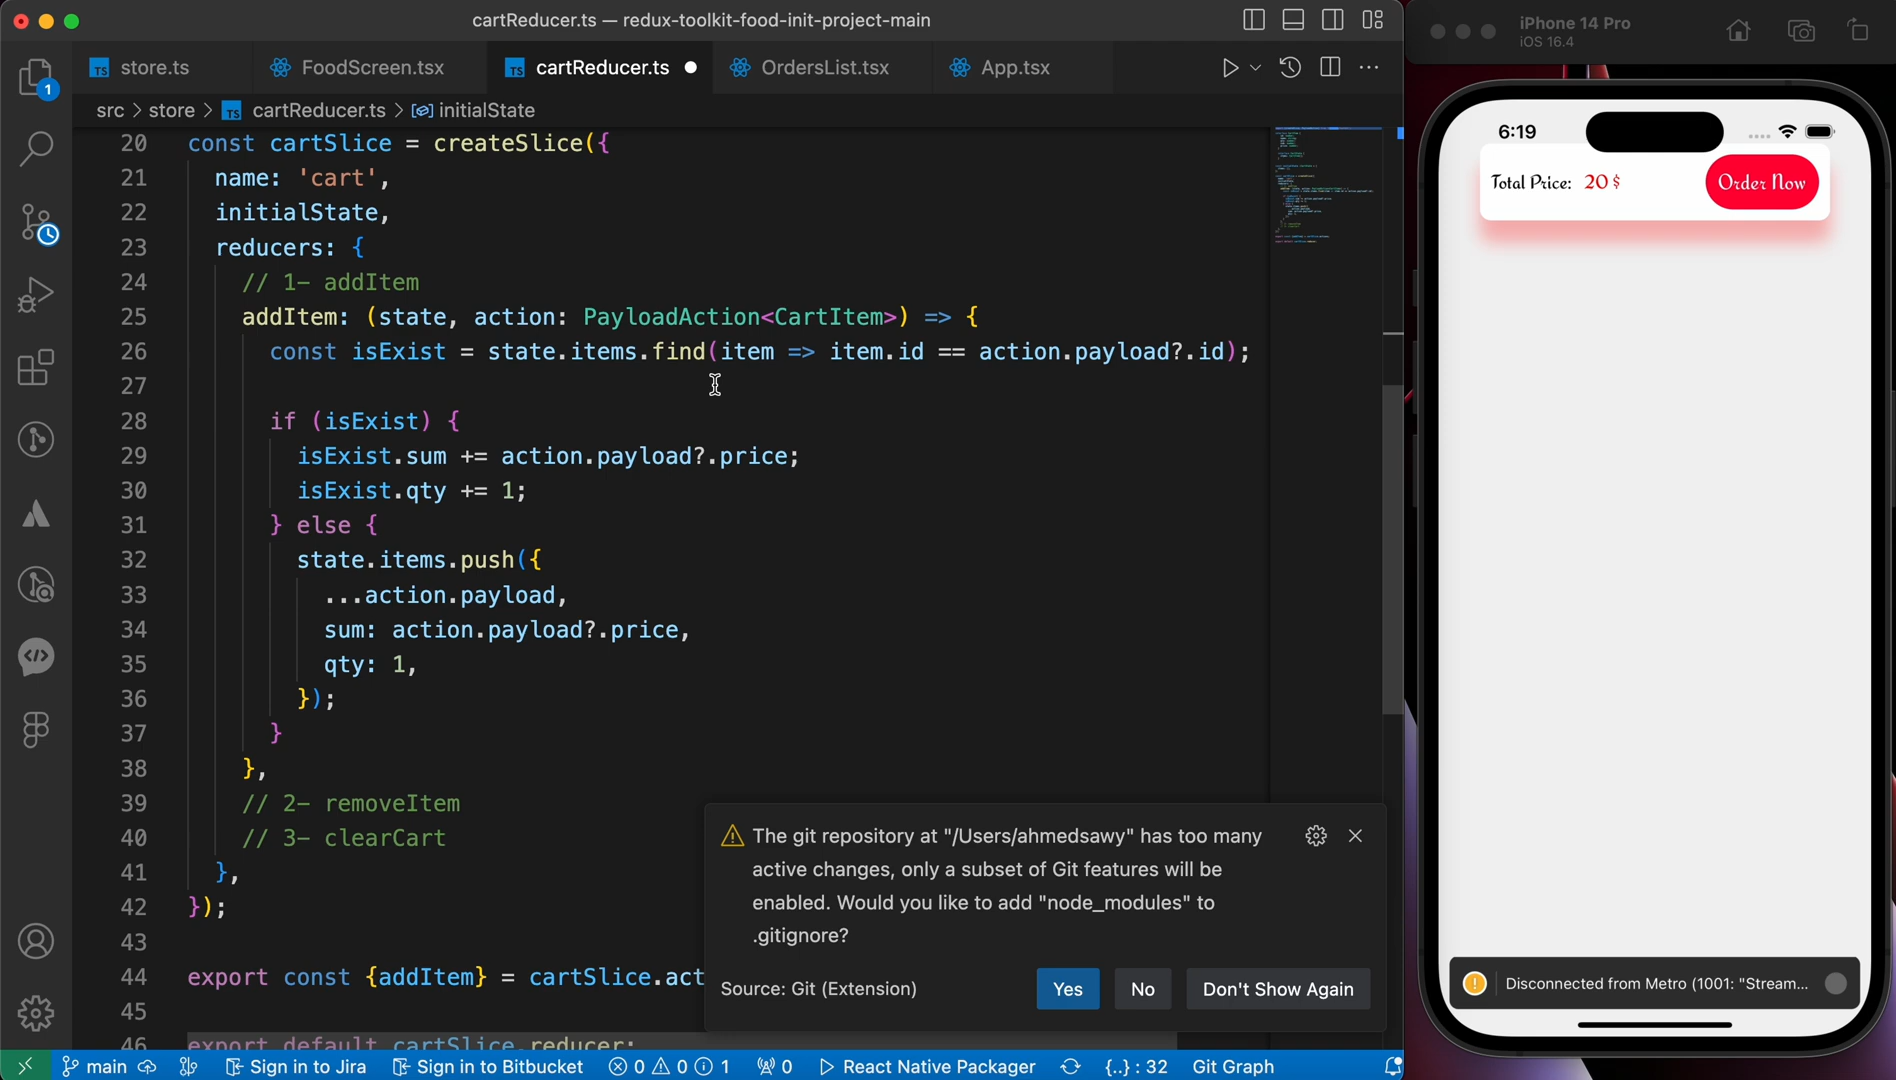 cartReducer.ts — redux-toolkit-food-init-project-main
TS store.ts
FoodScreen.tsx
TS cartReducer.ts
OrdersList.tsx
App.tsx
src > store > TS cartReducer.ts > initialState
1
20 const cartSlice = createSlice({
21 name: 'cart',
22 initialState,
23 reducers: {
24 // 1- addItem
25 addItem: (state, action: PayloadAction<CartItem>) => {
26 const isExist = state.items.find(item => item.id == action.payload?.id);
27
28 if (isExist) {
29 isExist.sum += action.payload?.price;
30 isExist.qty += 1;
31 } else {
32 state.items.push({
33 ...action.payload,
34 sum: action.payload?.price,
35 qty: 1,
36 });
37 }
38 },
39 // 2- removeItem
40 // 3- clearCart
41 },
42 });
43
44 export const {addItem} = cartSlice.act
45
46 export default cartSlice.reducer;
The git repository at "/Users/ahmedsawy" has too many
active changes, only a subset of Git features will be
enabled. Would you like to add "node_modules" to
.gitignore?
Source: Git (Extension)
Yes
No
Don't Show Again
main
Sign in to Jira
Sign in to Bitbucket
0 0 1
0
React Native Packager
{..} : 32
Git Graph
iPhone 14 Pro
iOS 16.4
6:19
Total Price: 20 $
Order Now
Disconnected from Metro (1001: "Stream...